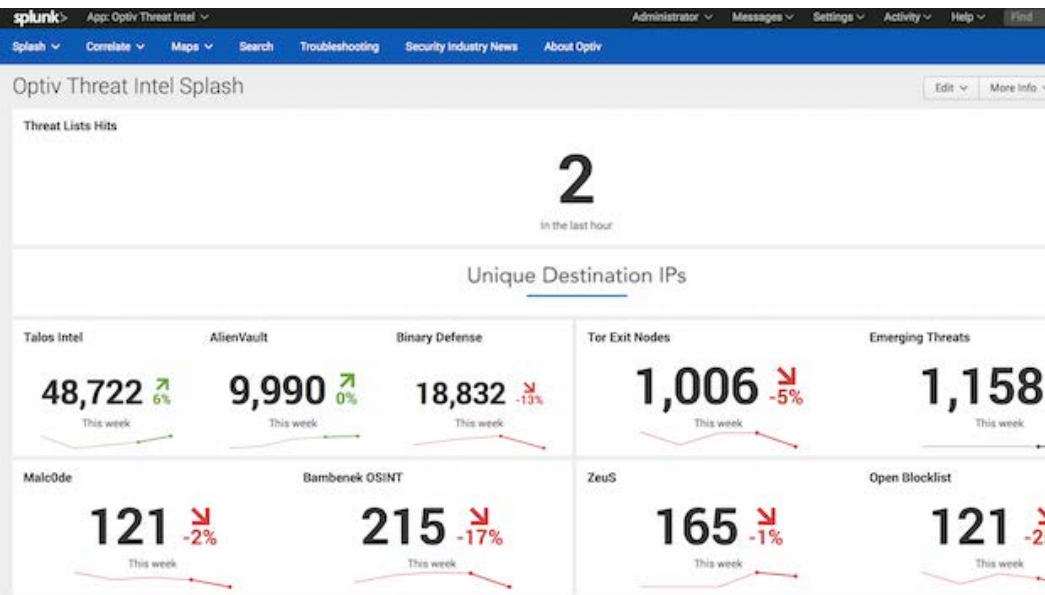 splunk> App: Optiv Threat Intel Administrator Messages Settings Activity Help Find
Splash Correlate Maps Search Troubleshooting Security Industry News About Optiv
Optiv Threat Intel Splash Edit More Info
Threat Lists Hits
2
In the last hour
Unique Destination IPs
Talos Intel AlienVault Binary Defense Tor Exit Nodes Emerging Threats
48,722 6% 9,990 0% 18,832 -13% 1,006 -5% 1,158
This week This week This week This week This week
Malc0de Bambenek OSINT ZeuS Open Blocklist
121 -2% 215 -17% 165 -1% 121
This week This week This week This week